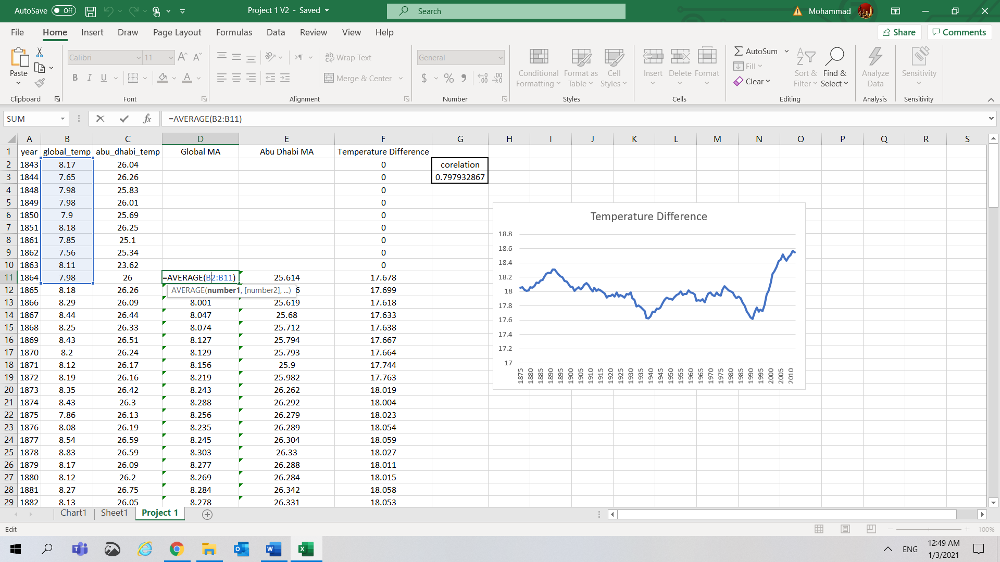 AutoSave Off Project 1 V2 - Saved Search Mohammad
File Home Insert Draw Page Layout Formulas Data Review View Help Share Comments
Paste Calibri 11 Wrap Text General Conditional Formatting Format as Table Cell Styles Insert Delete Format AutoSum Sort & Filter Find & Select Analyze Data Sensitivity
B I U Merge & Center $ % Fill Clear
Clipboard Font Alignment Number Styles Cells Editing Analysis Sensitivity
SUM fx =AVERAGE(B2:B11)
A B C D E F G H I J K L M N O P Q R S
1 year global_temp abu_dhabi_temp Global MA Abu Dhabi MA Temperature Difference
2 1843 8.17 26.04 0 corelation
3 1844 7.65 26.26 0 0.797932867
4 1848 7.98 25.83 0
5 1849 7.98 26.01 0
6 1850 7.9 25.69 0
7 1851 8.18 26.25 0
8 1861 7.85 25.1 0
9 1862 7.56 25.34 0
10 1863 8.11 23.62 0
11 1864 7.98 26 =AVERAGE(B2:B11) 25.614 17.678
12 1865 8.18 26.26 AVERAGE(number1, [number2], ...) 6 17.699
13 1866 8.29 26.09 8.001 25.619 17.618
14 1867 8.44 26.44 8.047 25.68 17.633
15 1868 8.25 26.33 8.074 25.712 17.638
16 1869 8.43 26.51 8.127 25.794 17.667
17 1870 8.2 26.24 8.129 25.793 17.664
18 1871 8.12 26.17 8.156 25.9 17.744
19 1872 8.19 26.16 8.219 25.982 17.763
20 1873 8.35 26.42 8.243 26.262 18.019
21 1874 8.43 26.3 8.288 26.292 18.004
22 1875 7.86 26.13 8.256 26.279 18.023
23 1876 8.08 26.19 8.235 26.289 18.054
24 1877 8.54 26.59 8.245 26.304 18.059
25 1878 8.83 26.59 8.303 26.33 18.027
26 1879 8.17 26.09 8.277 26.288 18.011
27 1880 8.12 26.2 8.269 26.284 18.015
28 1881 8.27 26.75 8.284 26.342 18.058
29 1882 8.13 26.05 8.278 26.331 18.053
Temperature Difference
18.8
18.6
18.4
18.2
18
17.8
17.6
17.4
17.2
17
1875 1880 1885 1890 1895 1900 1905 1910 1915 1920 1925 1930 1935 1940 1945 1950 1955 1960 1965 1970 1975 1980 1985 1990 1995 2000 2005 2010
Chart1 Sheet1 Project 1
Edit 100%
ENG 12:49 AM
1/3/2021